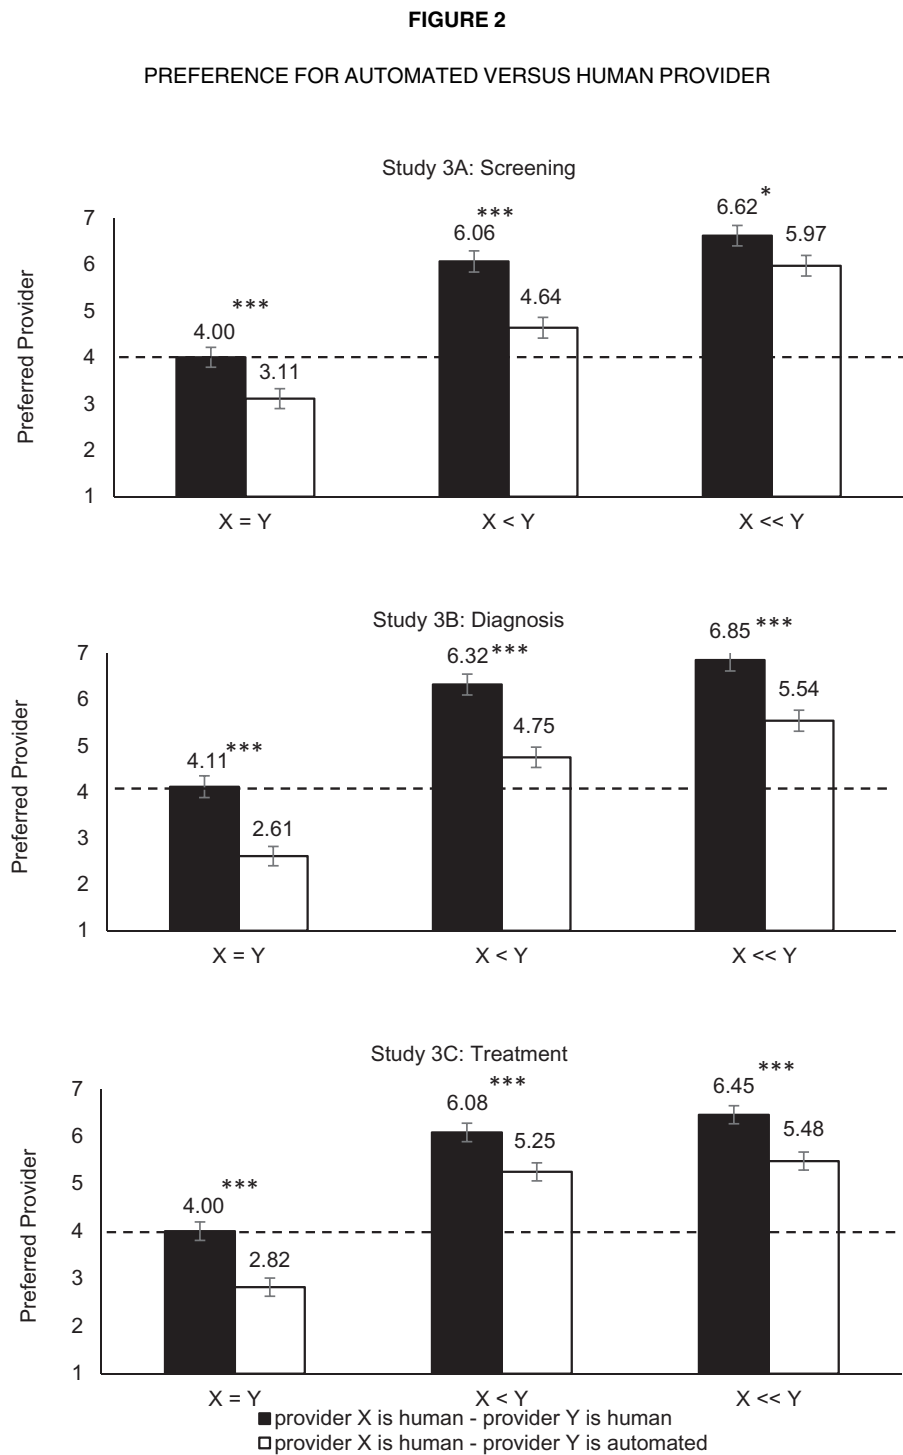 FIGURE 2
PREFERENCE FOR AUTOMATED VERSUS HUMAN PROVIDER
Study 3A: Screening
Preferred Provider
7
6
5
4
3
2
1
4.00
***
3.11
6.06
***
4.64
6.62
*
5.97
X = Y
X < Y
X << Y
Study 3B: Diagnosis
Preferred Provider
7
6
5
4
3
2
1
4.11
***
2.61
6.32
***
4.75
6.85
***
5.54
X = Y
X < Y
X << Y
Study 3C: Treatment
Preferred Provider
7
6
5
4
3
2
1
4.00
***
2.82
6.08
***
5.25
6.45
***
5.48
X = Y
X < Y
X << Y
provider X is human - provider Y is human
provider X is human - provider Y is automated